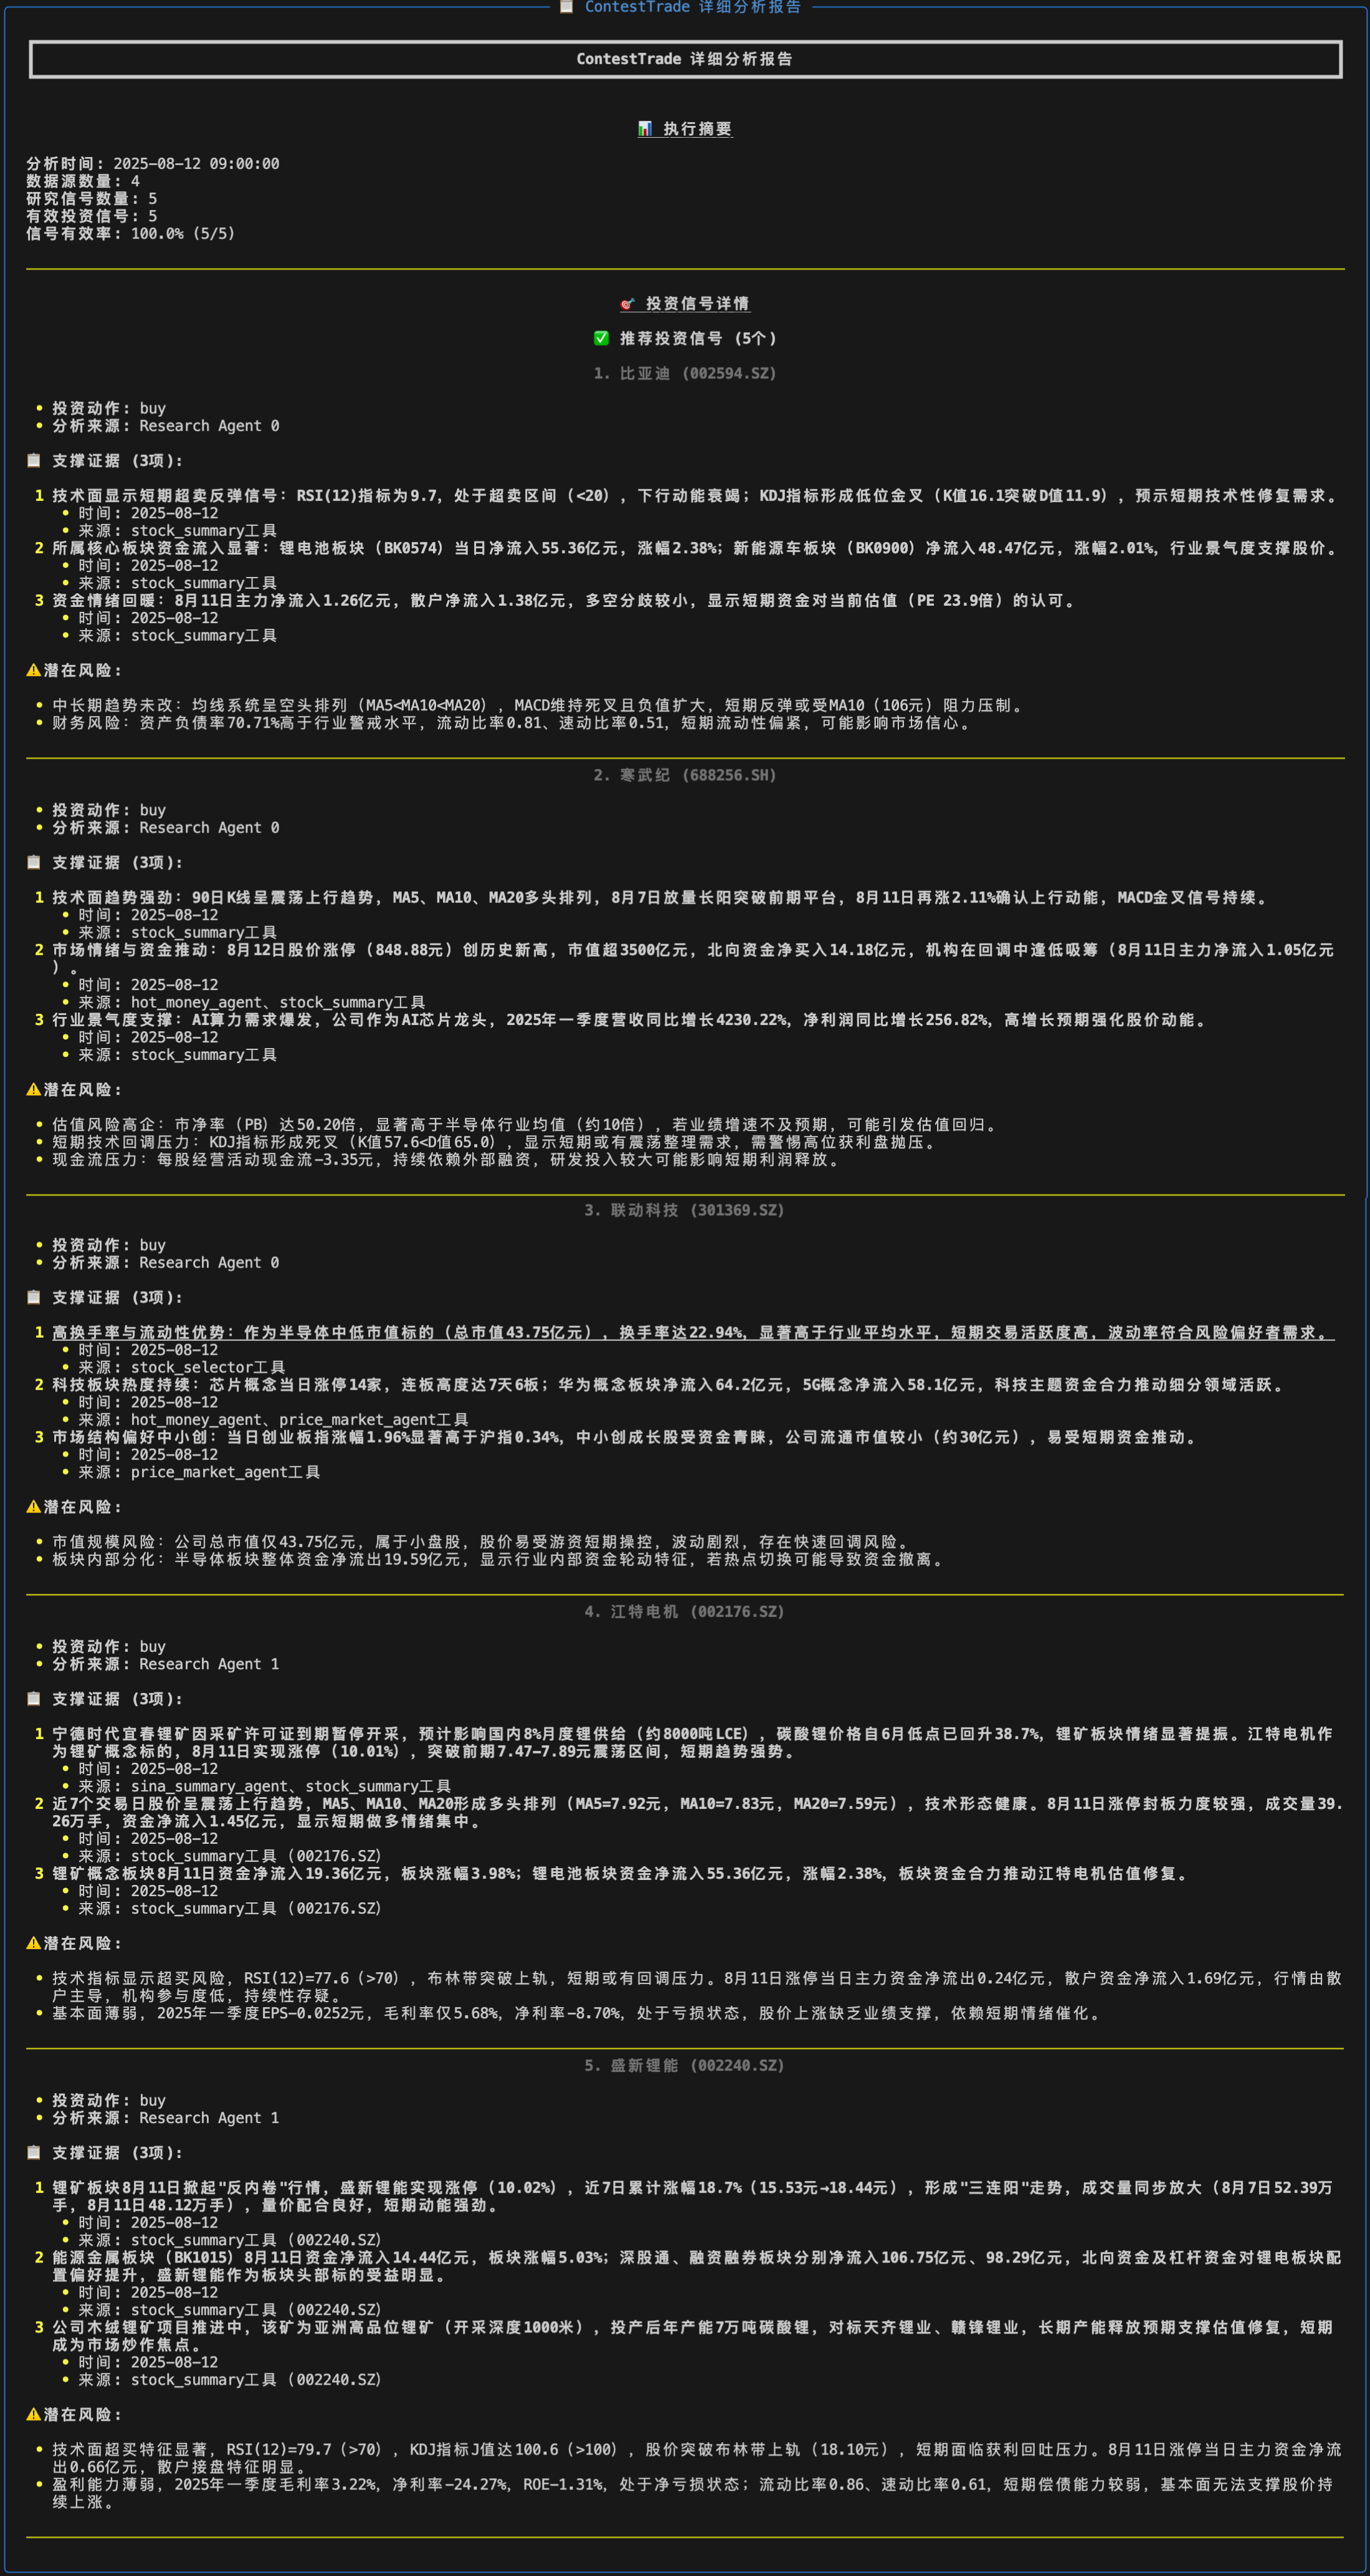 📋 ContestTrade 详细分析报告
ContestTrade 详细分析报告
📊 执行摘要
分析时间: 2025-08-12 09:00:00
数据源数量: 4
研究信号数量: 5
有效投资信号: 5
信号有效率: 100.0% (5/5)
🎯 投资信号详情
✅ 推荐投资信号 (5个)
1. 比亚迪 (002594.SZ)
• 投资动作: buy
• 分析来源: Research Agent 0
📋 支撑证据 (3项):
1 技术面显示短期超卖反弹信号：RSI(12)指标为9.7，处于超卖区间（<20），下行动能衰竭；KDJ指标形成低位金叉（K值16.1突破D值11.9），预示短期技术性修复需求。
• 时间: 2025-08-12
• 来源: stock_summary工具
2 所属核心板块资金流入显著：锂电池板块（BK0574）当日净流入55.36亿元，涨幅2.38%；新能源车板块（BK0900）净流入48.47亿元，涨幅2.01%，行业景气度支撑股价。
• 时间: 2025-08-12
• 来源: stock_summary工具
3 资金情绪回暖：8月11日主力净流入1.26亿元，散户净流入1.38亿元，多空分歧较小，显示短期资金对当前估值（PE 23.9倍）的认可。
• 时间: 2025-08-12
• 来源: stock_summary工具
⚠️潜在风险:
• 中长期趋势未改：均线系统呈空头排列（MA5<MA10<MA20），MACD维持死叉且负值扩大，短期反弹或受MA10（106元）阻力压制。
• 财务风险：资产负债率70.71%高于行业警戒水平，流动比率0.81、速动比率0.51，短期流动性偏紧，可能影响市场信心。
2. 寒武纪 (688256.SH)
• 投资动作: buy
• 分析来源: Research Agent 0
📋 支撑证据 (3项):
1 技术面趋势强劲：90日K线呈震荡上行趋势，MA5、MA10、MA20多头排列，8月7日放量长阳突破前期平台，8月11日再涨2.11%确认上行动能，MACD金叉信号持续。
• 时间: 2025-08-12
• 来源: stock_summary工具
2 市场情绪与资金推动：8月12日股价涨停（848.88元）创历史新高，市值超3500亿元，北向资金净买入14.18亿元，机构在回调中逢低吸筹（8月11日主力净流入1.05亿元
）。
• 时间: 2025-08-12
• 来源: hot_money_agent、stock_summary工具
3 行业景气度支撑：AI算力需求爆发，公司作为AI芯片龙头，2025年一季度营收同比增长4230.22%，净利润同比增长256.82%，高增长预期强化股价动能。
• 时间: 2025-08-12
• 来源: stock_summary工具
⚠️潜在风险:
• 估值风险高企：市净率（PB）达50.20倍，显著高于半导体行业均值（约10倍），若业绩增速不及预期，可能引发估值回归。
• 短期技术回调压力：KDJ指标形成死叉（K值57.6<D值65.0），显示短期或有震荡整理需求，需警惕高位获利盘抛压。
• 现金流压力：每股经营活动现金流-3.35元，持续依赖外部融资，研发投入较大可能影响短期利润释放。
3. 联动科技 (301369.SZ)
• 投资动作: buy
• 分析来源: Research Agent 0
📋 支撑证据 (3项):
1 高换手率与流动性优势：作为半导体中低市值标的（总市值43.75亿元），换手率达22.94%，显著高于行业平均水平，短期交易活跃度高，波动率符合风险偏好者需求。
• 时间: 2025-08-12
• 来源: stock_selector工具
2 科技板块热度持续：芯片概念当日涨停14家，连板高度达7天6板；华为概念板块净流入64.2亿元，5G概念净流入58.1亿元，科技主题资金合力推动细分领域活跃。
• 时间: 2025-08-12
• 来源: hot_money_agent、price_market_agent工具
3 市场结构偏好中小创：当日创业板指涨幅1.96%显著高于沪指0.34%，中小创成长股受资金青睐，公司流通市值较小（约30亿元），易受短期资金推动。
• 时间: 2025-08-12
• 来源: price_market_agent工具
⚠️潜在风险:
• 市值规模风险：公司总市值仅43.75亿元，属于小盘股，股价易受游资短期操控，波动剧烈，存在快速回调风险。
• 板块内部分化：半导体板块整体资金净流出19.59亿元，显示行业内部资金轮动特征，若热点切换可能导致资金撤离。
4. 江特电机 (002176.SZ)
• 投资动作: buy
• 分析来源: Research Agent 1
📋 支撑证据 (3项):
1 宁德时代宜春锂矿因采矿许可证到期暂停开采，预计影响国内8%月度锂供给（约8000吨LCE），碳酸锂价格自6月低点已回升38.7%，锂矿板块情绪显著提振。江特电机作
为锂矿概念标的，8月11日实现涨停（10.01%），突破前期7.47-7.89元震荡区间，短期趋势强势。
• 时间: 2025-08-12
• 来源: sina_summary_agent、stock_summary工具
2 近7个交易日股价呈震荡上行趋势，MA5、MA10、MA20形成多头排列（MA5=7.92元，MA10=7.83元，MA20=7.59元），技术形态健康。8月11日涨停封板力度较强，成交量39.
26万手，资金净流入1.45亿元，显示短期做多情绪集中。
• 时间: 2025-08-12
• 来源: stock_summary工具（002176.SZ）
3 锂矿概念板块8月11日资金净流入19.36亿元，板块涨幅3.98%；锂电池板块资金净流入55.36亿元，涨幅2.38%，板块资金合力推动江特电机估值修复。
• 时间: 2025-08-12
• 来源: stock_summary工具（002176.SZ）
⚠️潜在风险:
• 技术指标显示超买风险，RSI(12)=77.6（>70），布林带突破上轨，短期或有回调压力。8月11日涨停当日主力资金净流出0.24亿元，散户资金净流入1.69亿元，行情由散
户主导，机构参与度低，持续性存疑。
• 基本面薄弱，2025年一季度EPS-0.0252元，毛利率仅5.68%，净利率-8.70%，处于亏损状态，股价上涨缺乏业绩支撑，依赖短期情绪催化。
5. 盛新锂能 (002240.SZ)
• 投资动作: buy
• 分析来源: Research Agent 1
📋 支撑证据 (3项):
1 锂矿板块8月11日掀起"反内卷"行情，盛新锂能实现涨停（10.02%），近7日累计涨幅18.7%（15.53元→18.44元），形成"三连阳"走势，成交量同步放大（8月7日52.39万
手，8月11日48.12万手），量价配合良好，短期动能强劲。
• 时间: 2025-08-12
• 来源: stock_summary工具（002240.SZ）
2 能源金属板块（BK1015）8月11日资金净流入14.44亿元，板块涨幅5.03%；深股通、融资融券板块分别净流入106.75亿元、98.29亿元，北向资金及杠杆资金对锂电板块配
置偏好提升，盛新锂能作为板块头部标的受益明显。
• 时间: 2025-08-12
• 来源: stock_summary工具（002240.SZ）
3 公司木绒锂矿项目推进中，该矿为亚洲高品位锂矿（开采深度1000米），投产后年产能7万吨碳酸锂，对标天齐锂业、赣锋锂业，长期产能释放预期支撑估值修复，短期
成为市场炒作焦点。
• 时间: 2025-08-12
• 来源: stock_summary工具（002240.SZ）
⚠️潜在风险:
• 技术面超买特征显著，RSI(12)=79.7（>70），KDJ指标J值达100.6（>100），股价突破布林带上轨（18.10元），短期面临获利回吐压力。8月11日涨停当日主力资金净流
出0.66亿元，散户接盘特征明显。
• 盈利能力薄弱，2025年一季度毛利率3.22%，净利率-24.27%，ROE-1.31%，处于净亏损状态；流动比率0.86、速动比率0.61，短期偿债能力较弱，基本面无法支撑股价持
续上涨。